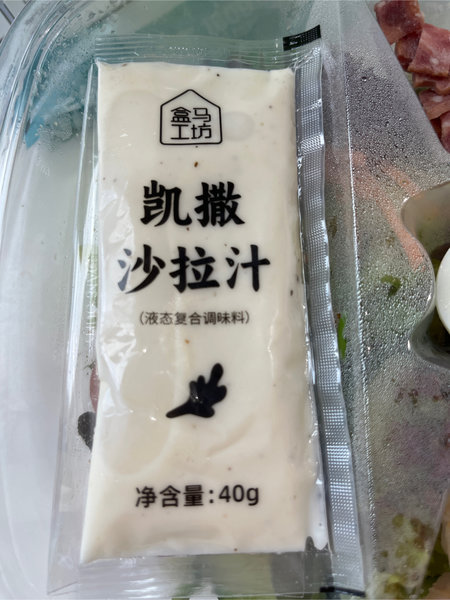 盒马
工坊
凯撒
沙拉汁
(液态复合调味料)
净含量:40g